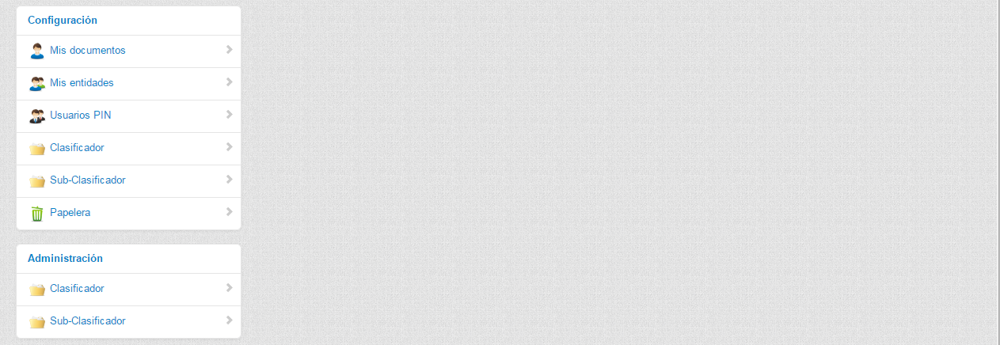 Configuración
Mis documentos
Mis entidades
Usuarios PIN
Clasificador
Sub-Clasificador
Papelera
Administración
Clasificador
Sub-Clasificador